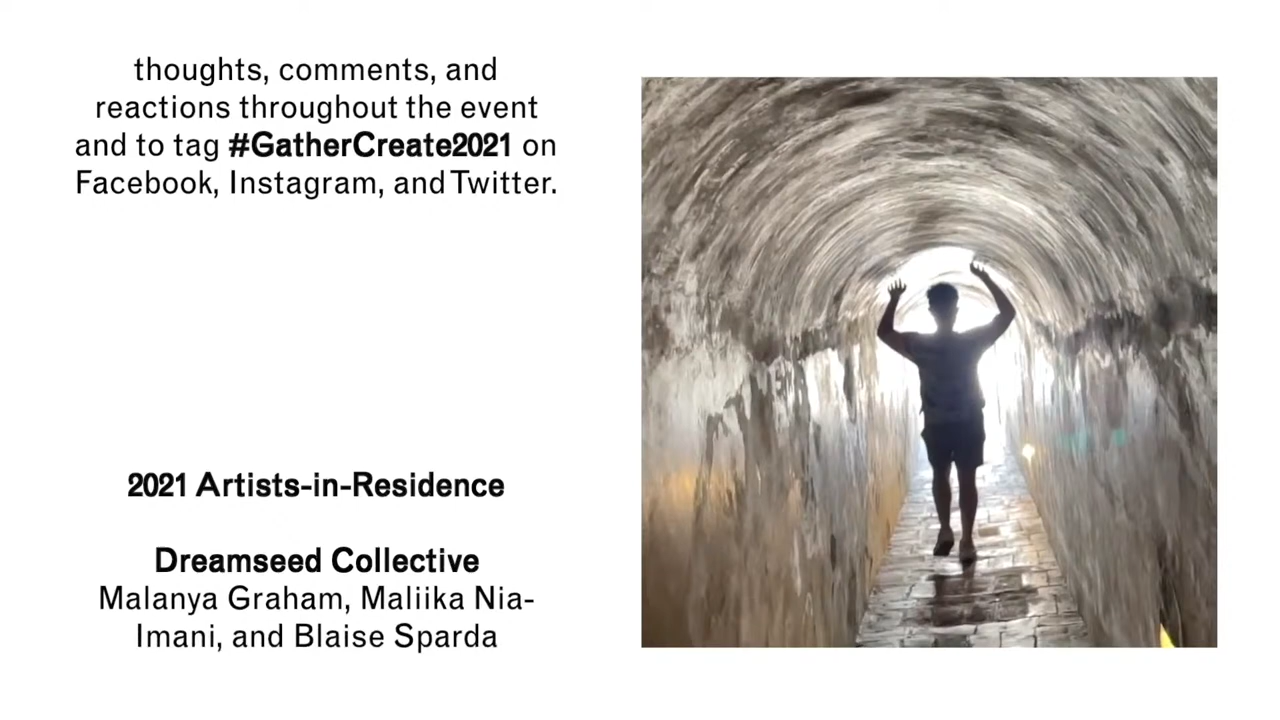 thoughts, comments, and
reactions throughout the event
and to tag #GatherCreate2021 on
Facebook, Instagram, and Twitter.
2021 Artists-in-Residence
Dreamseed Collective
Malanya Graham, Maliika Nia-
Imani, and Blaise Sparda